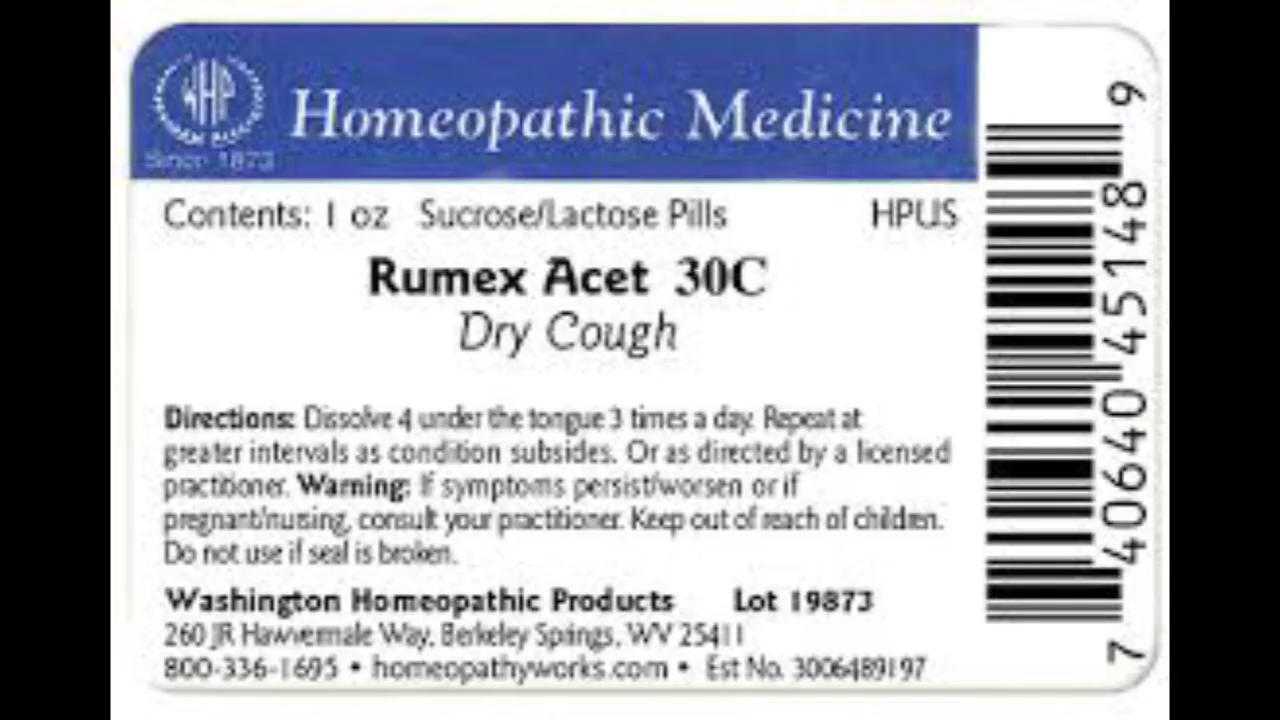 WHP
Since 1873
Homeopathic Medicine
Contents: 1 oz Sucrose/Lactose Pills HPUS
Rumex Acet 30C
Dry Cough
Directions: Dissolve 4 under the tongue 3 times a day. Repeat at
greater intervals as condition subsides. Or as directed by a licensed
practitioner. Warning: If symptoms persist/worsen or if
pregnant/nursing, consult your practitioner. Keep out of reach of children.
Do not use if seal is broken.
Washington Homeopathic Products Lot 19873
260 JR Hawvermale Way, Berkeley Springs, WV 25411
800-336-1695 • homeopathyworks.com • Est No. 3006489197
7 40640 45148 9